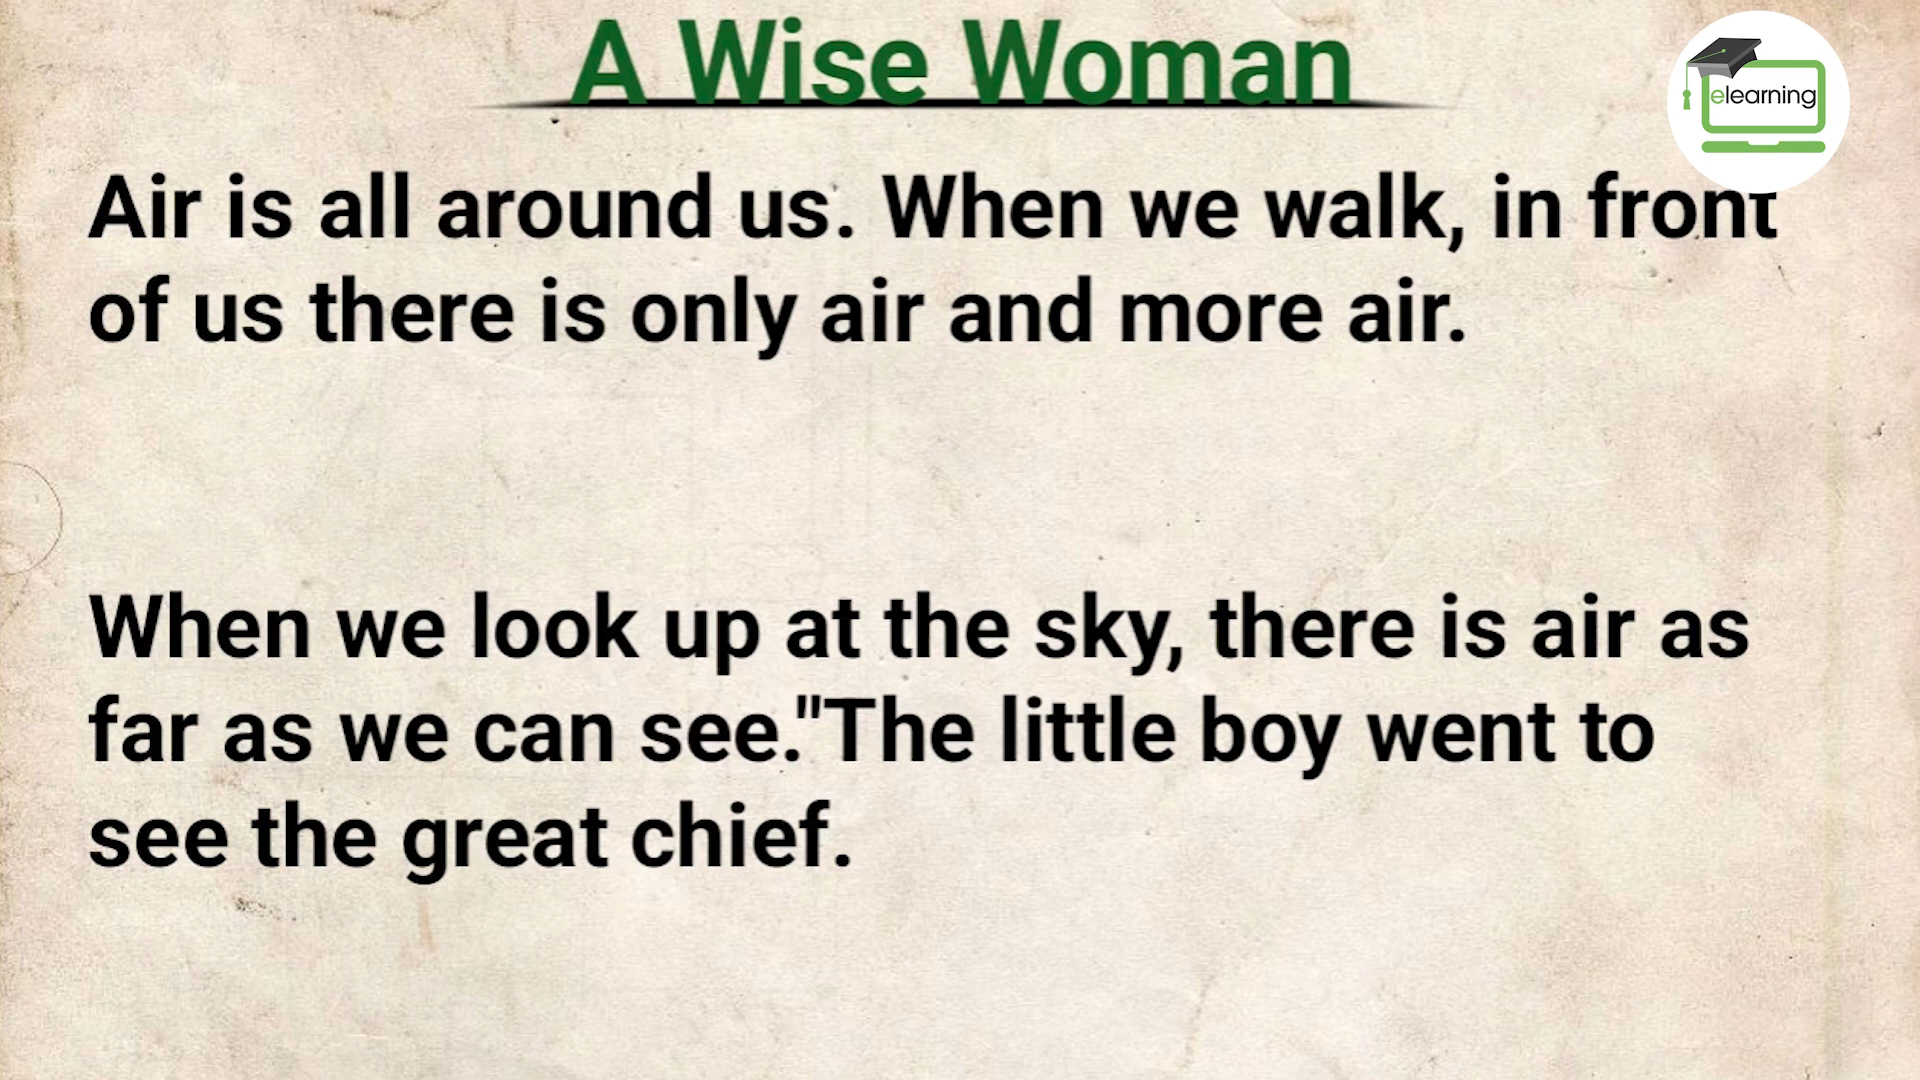 A Wise Woman
elearning
Air is all around us. When we walk, in front
of us there is only air and more air.
When we look up at the sky, there is air as
far as we can see."The little boy went to
see the great chief.